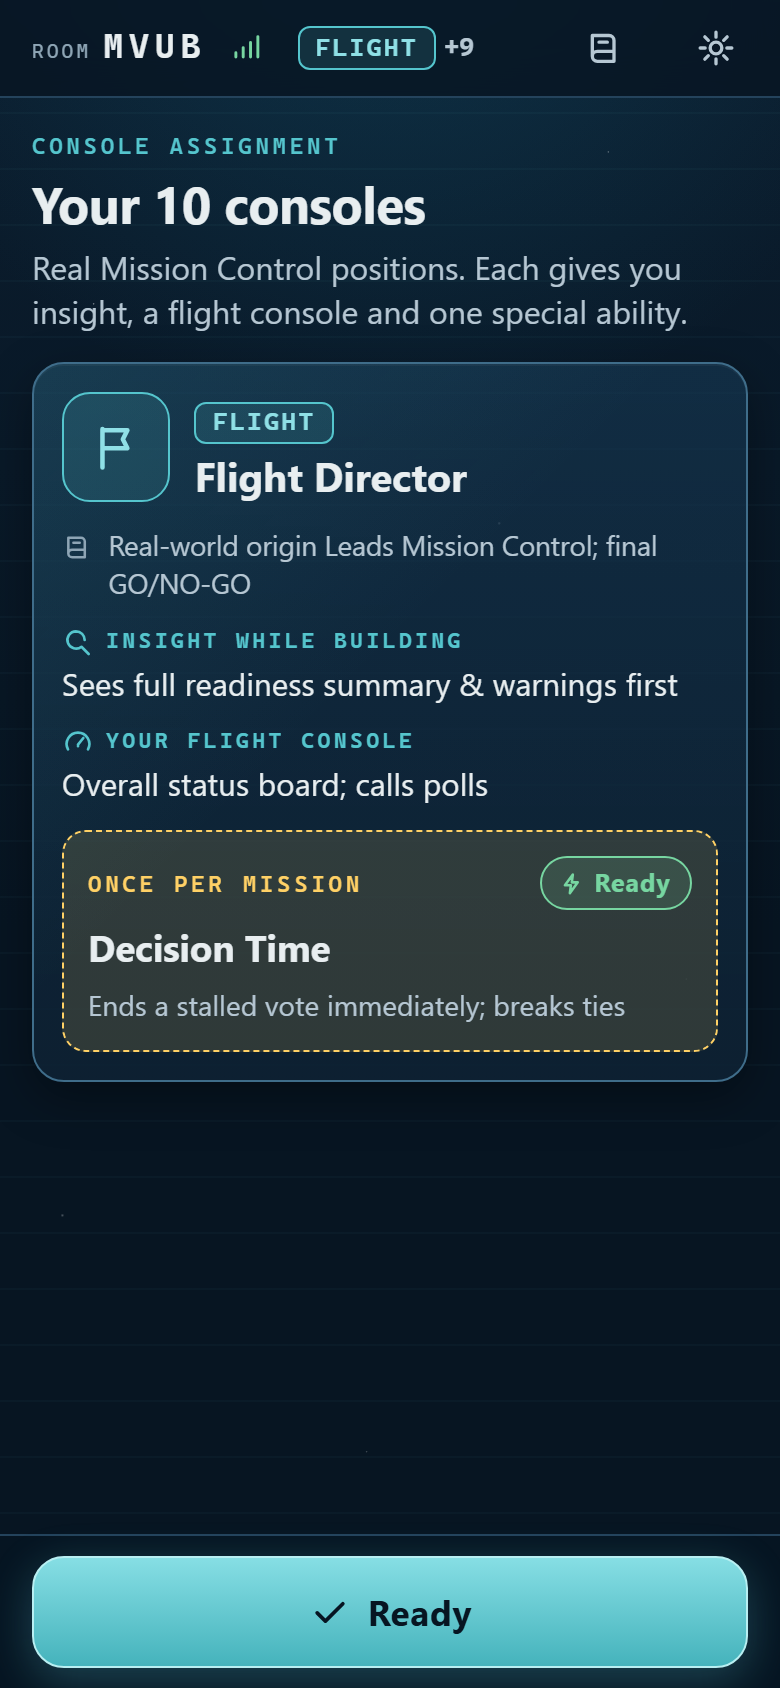 ROOM MVUB FLIGHT +9
CONSOLE ASSIGNMENT
Your 10 consoles
Real Mission Control positions. Each gives you
insight, a flight console and one special ability.
FLIGHT
Flight Director
Real-world origin Leads Mission Control; final
GO/NO-GO
INSIGHT WHILE BUILDING
Sees full readiness summary & warnings first
YOUR FLIGHT CONSOLE
Overall status board; calls polls
ONCE PER MISSION
Ready
Decision Time
Ends a stalled vote immediately; breaks ties
Ready